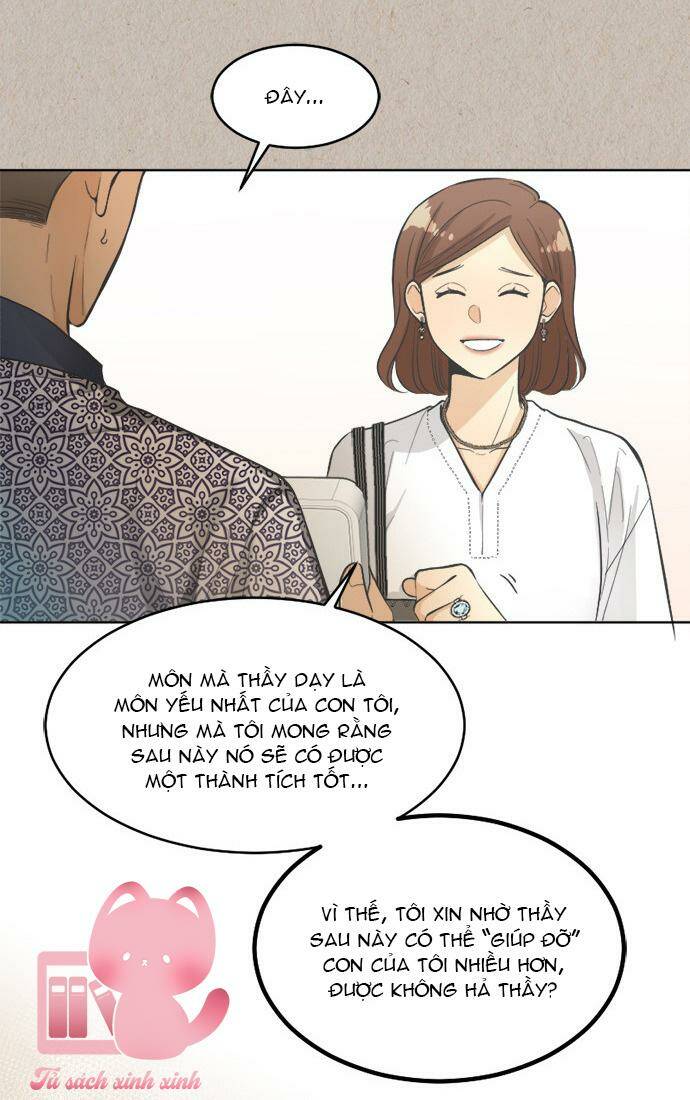 ĐÂY...
MÔN MÀ THẦY DẠY LÀ
MÔN YẾU NHẤT CỦA CON TÔI,
NHƯNG MÀ TÔI MONG RẰNG
SAU NÀY NÓ SẼ CÓ ĐƯỢC
MỘT THÀNH TÍCH TỐT...
VÌ THẾ, TÔI XIN NHỜ THẦY
SAU NÀY CÓ THỂ “GIÚP ĐỠ”
CON CỦA TÔI NHIỀU HƠN,
ĐƯỢC KHÔNG HẢ THẦY?
Tủ sách xinh xinh